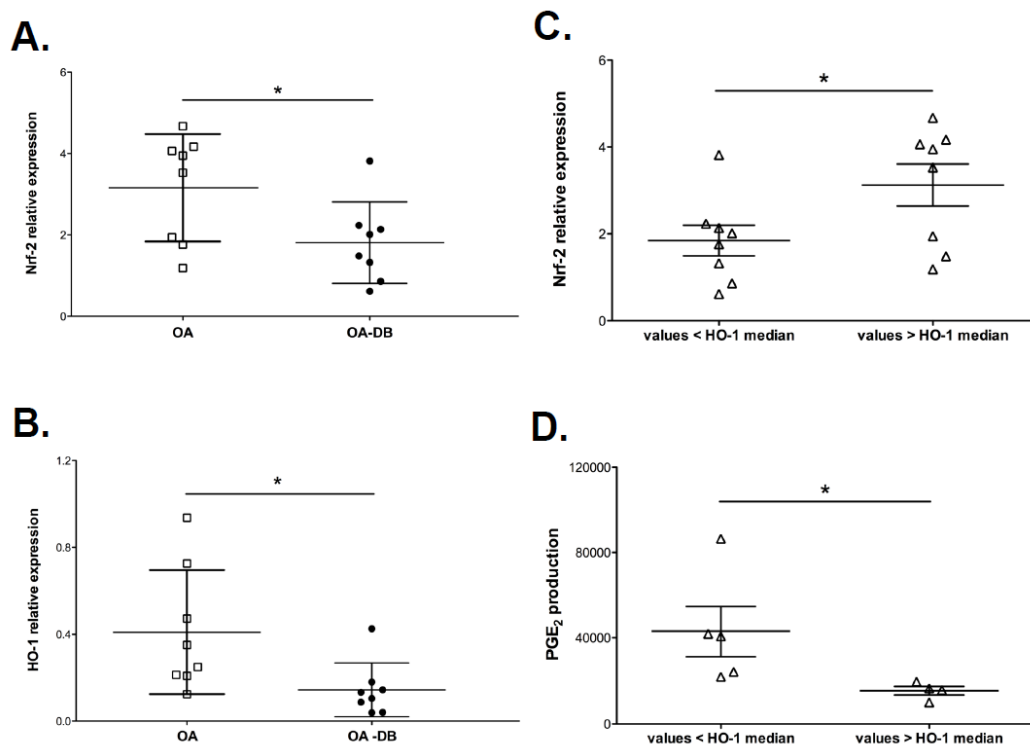 A.
Nrf-2 relative expression
6
4
2
0
*
OA
OA-DB
B.
HO-1 relative expression
1.2
0.8
0.4
0.0
*
OA
OA -DB
C.
Nrf-2 relative expression
6
4
2
0
*
values < HO-1 median
values > HO-1 median
D.
PGE₂ production
120000
80000
40000
0
*
values < HO-1 median
values > HO-1 median